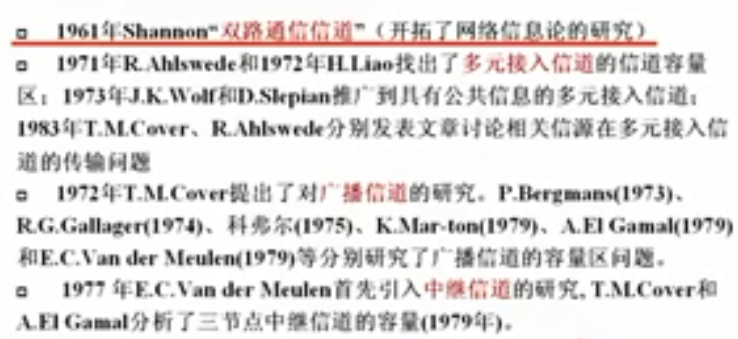 □ 1961年Shannon“双路通信信道”（开拓了网络信息论的研究）
□ 1971年R.Ahlswede和1972年H.Liao找出了多元接入信道的信道容量
区；1973年J.K.Wolf和D.Slepian推广到具有公共信息的多元接入信道；
1983年T.M.Cover、R.Ahlswede分别发表文章讨论相关信源在多元接入信
道的传输问题
□ 1972年T.M.Cover提出了对广播信道的研究。P.Bergmans(1973)、
R.G.Gallager(1974)、科弗尔(1975)、K.Mar-ton(1979)、A.El Gamal(1979)
和E.C.Van der Meulen(1979)等分别研究了广播信道的容量区问题。
□ 1977 年E.C.Van der Meulen首先引入中继信道的研究, T.M.Cover和
A.El Gamal分析了三节点中继信道的容量(1979年)。